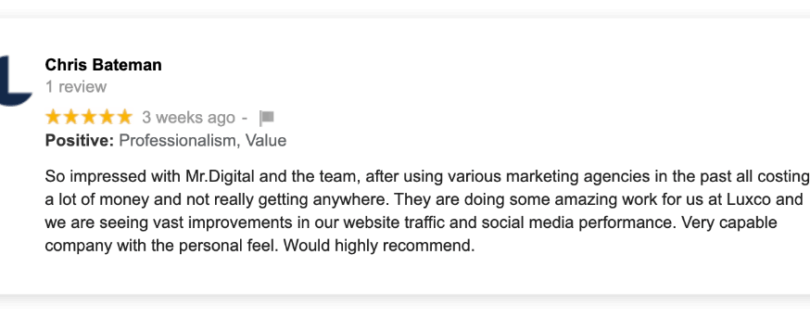 Chris Bateman
1 review
3 weeks ago -
Positive: Professionalism, Value
So impressed with Mr.Digital and the team, after using various marketing agencies in the past all costing
a lot of money and not really getting anywhere. They are doing some amazing work for us at Luxco and
we are seeing vast improvements in our website traffic and social media performance. Very capable
company with the personal feel. Would highly recommend.